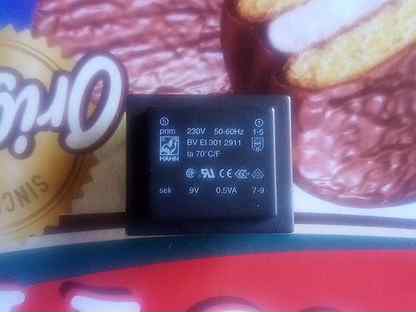 prim 230V 50-60Hz 1-5
BV EI 301 2911
ta 70°C/F
HAHN
sek 9V 0.5VA 7-9
Orig
SINC